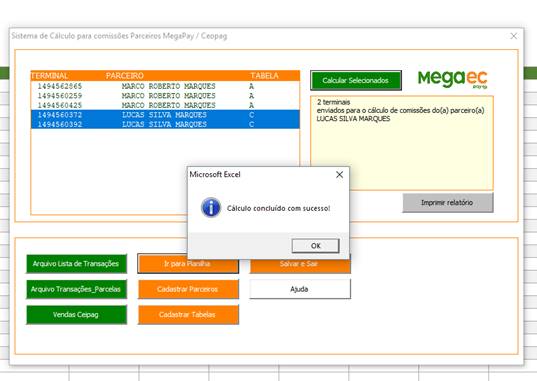 Sistema de Cálculo para comissões Parceiros MegaPay / Ceopag
TERMINAL PARCEIRO TABELA
1494562865 MARCO ROBERTO MARQUES A
1494560259 MARCO ROBERTO MARQUES A
1494560425 MARCO ROBERTO MARQUES A
1494560372 LUCAS SILVA MARQUES C
1494560392 LUCAS SILVA MARQUES C
Calcular Selecionados
Megaec
2 terminais
enviados para o cálculo de comissões do(a) parceiro(a)
LUCAS SILVA MARQUES
Imprimir relatório
Microsoft Excel
Cálculo concluído com sucesso!
OK
Arquivo Lista de Transações
Ir para Planilha
Salvar e Sair
Arquivo Transações_Parcelas
Cadastrar Parceiros
Ajuda
Vendas Ceipag
Cadastrar Tabelas